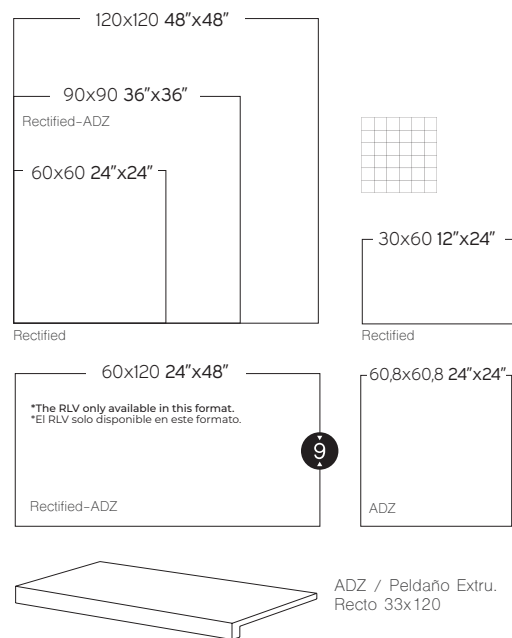 120x120 48"x48"
90x90 36"x36"
Rectified-ADZ
60x60 24"x24"
Rectified
30x60 12"x24"
Rectified
60x120 24"x48"
*The RLV only available in this format.
*El RLV solo disponible en este formato.
9
Rectified-ADZ
60,8x60,8 24"x24"
ADZ
ADZ / Peldaño Extru.
Recto 33x120